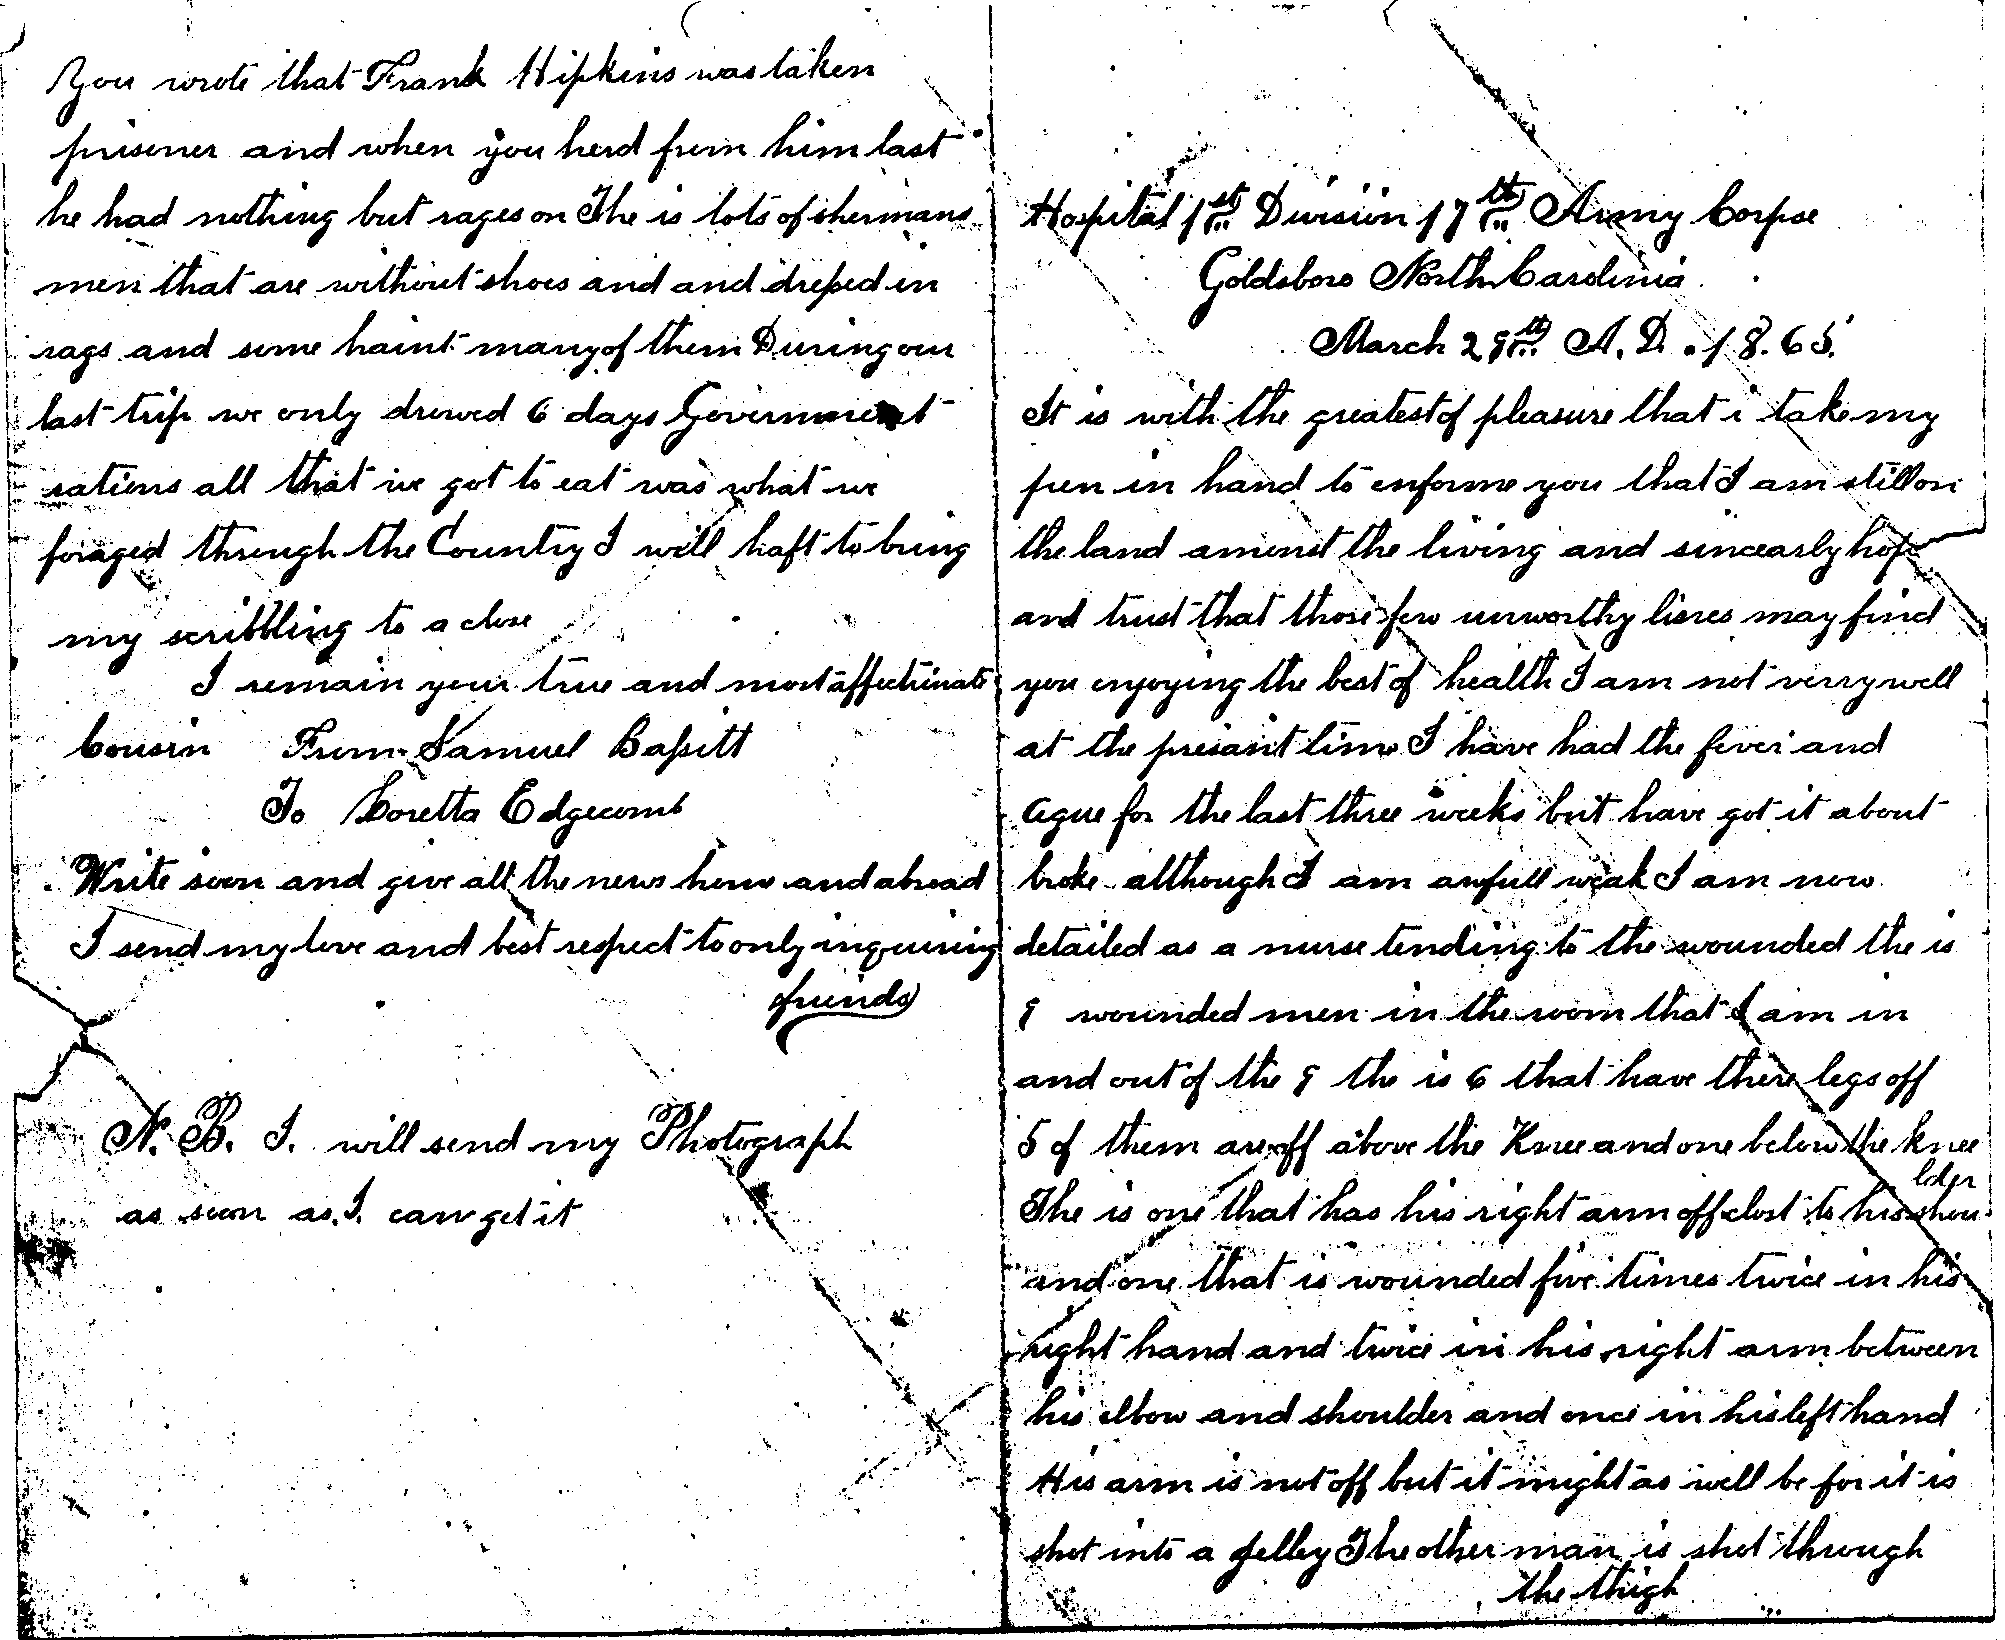 You wrote that Frank Hipkins was taken
prisener and when you herd frum him last
he had nothing but rages on The is lots of shermans
men that are without shoes and and dressed in
rags and some haint many of them During our
last trip we only drewed 6 days Goverment
rations all that we got to eat was what we
foraged through the Country I will haft to bring
my scribbling to a close
I remain your true and most affectinate
Cousin Frum Samuel Bassitt
To Loretta Edgecomb
Write soon and give all the news home and abroad
I send my love and best respect to only inquiring
friends
N. B. I. will send my Photograph
as soon as I can get it
Hospital 1st Division 17th Army Corpse
Goldsboro North Carolinia
March 29th A. D. 1865.
It is with the greatest of pleasure that i take my
pen in hand to enforme you that I am still on
the land amonst the living and sincearly hope
and trust that those few unworthy lines may find
you enjoying the best of health I am not verry well
at the presant time I have had the fever and
ague for the last three weeks but have got it about
broke although I am awfull weak I am now
detailed as a nurse tending to the wounded the is
9 wounded men in the room that I am in
and out of the 9 the is 6 that have there legs off
5 of them are off above the Knee and one below the knee
The is one that has his right arm off clost to his shoulder
and one that is wounded five times twice in his
right hand and twice in his right arm between
his elbow and shoulder and once in his left hand
His arm is not off but it might as well be for it is
shot into a jelley The other man is shot through
the thigh